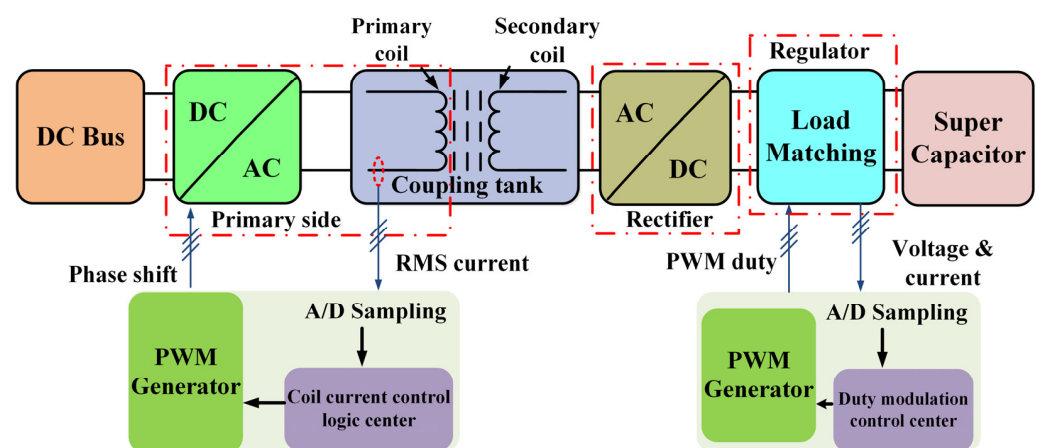 Primary
coil
Secondary
coil
Regulator
DC Bus
DC
AC
Coupling tank
Primary side
AC
DC
Rectifier
Load
Matching
Super
Capacitor
Phase shift
RMS current
PWM duty
Voltage &
current
A/D Sampling
PWM
Generator
Coil current control
logic center
A/D Sampling
PWM
Generator
Duty modulation
control center